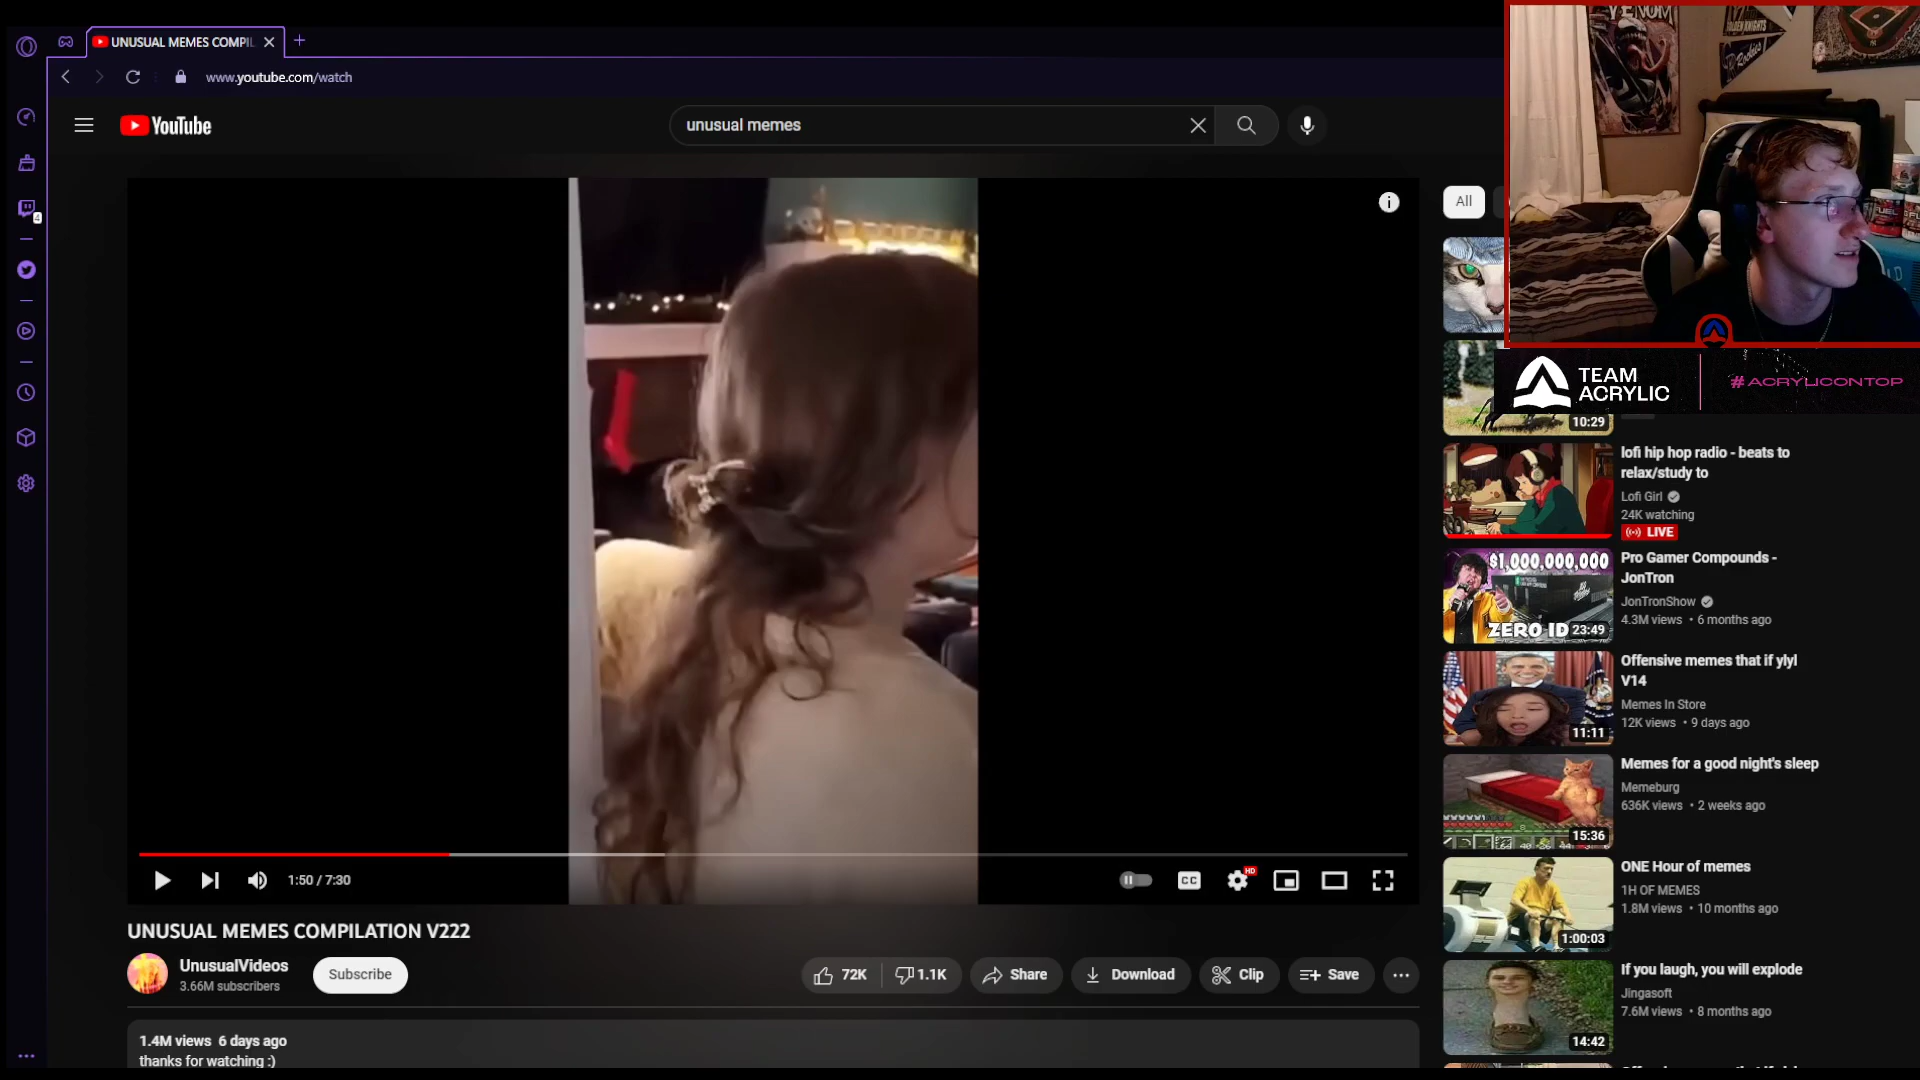 UNUSUAL MEMES COMPIL
www.youtube.com/watch
YouTube
unusual memes
4
All
VENOM
GOLDEN KNIGHTS
FUEL
TEAM
ACRYLIC
#ACRYLICONTOP
10:29
lofi hip hop radio - beats to
relax/study to
Lofi Girl
24K watching
LIVE
$1,000,000,000
ZERO ID
23:49
Pro Gamer Compounds -
JonTron
JonTronShow
4.3M views • 6 months ago
Offensive memes that if ylyl
V14
Memes In Store
12K views • 9 days ago
11:11
Memes for a good night's sleep
Memeburg
636K views • 2 weeks ago
15:36
ONE Hour of memes
1H OF MEMES
1.8M views • 10 months ago
1:00:03
If you laugh, you will explode
Jingasoft
7.6M views • 8 months ago
14:42
1:50 / 7:30
CC
HD
UNUSUAL MEMES COMPILATION V222
UnusualVideos
3.66M subscribers
Subscribe
72K
1.1K
Share
Download
Clip
Save
1.4M views 6 days ago
thanks for watching :)